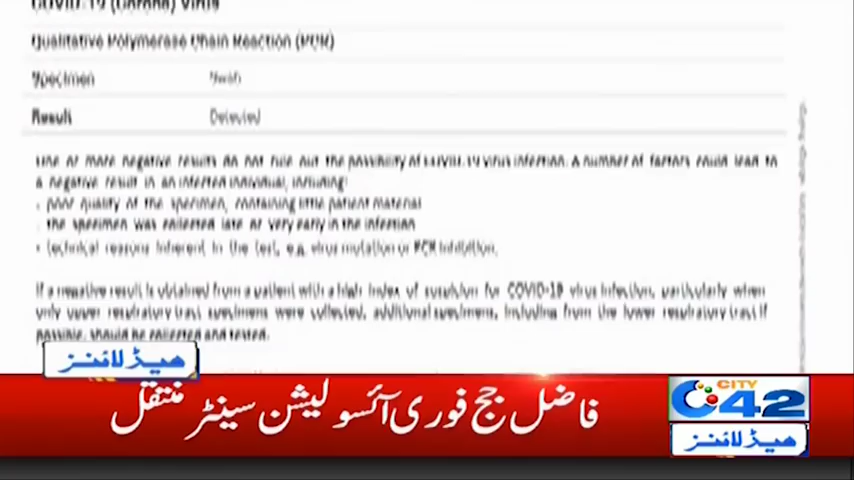 COVID-19 (Corona) Virus
Qualitative Polymerase Chain Reaction (PCR)
Specimen Swab
Result Detected
One or more negative results do not rule out the possibility of COVID-19 virus infection. A number of factors could lead to
a negative result in an infected individual, including:
- poor quality of the specimen, containing little patient material
- the specimen was collected late or very early in the infection
- technical reasons inherent in the test, e.g. virus mutation or PCR inhibition.
If a negative result is obtained from a patient with a high index of suspicion for COVID-19 virus infection, particularly when
only upper respiratory tract specimens were collected, additional specimens, including from the lower respiratory tract if
possible, should be collected and tested.
ھیڈلائنز
فاضل جج فوری آئسولیشن سینٹر منتقل
CITY
42
ھیڈلائنز